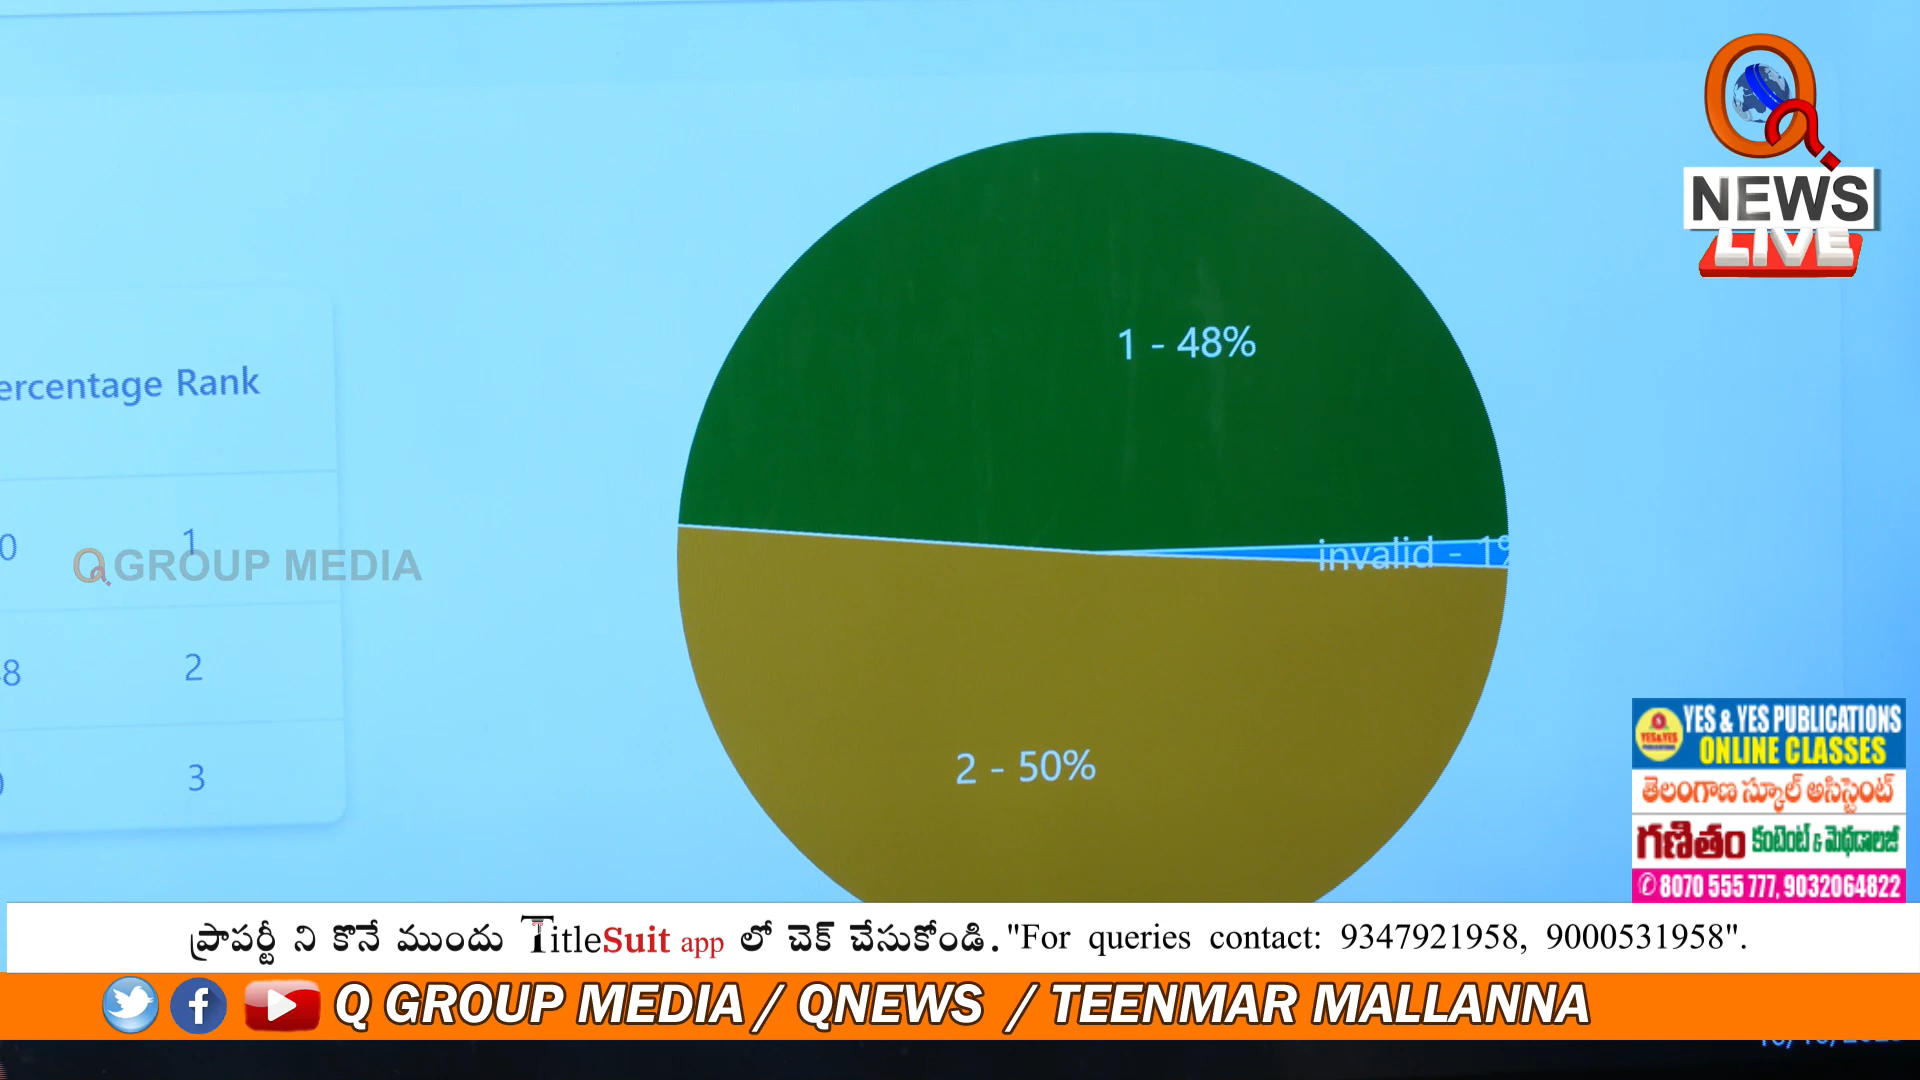 NEWS
LIVE
1 - 48%
Percentage Rank
0 1
GROUP MEDIA
invalid - 1%
8 2
2 - 50%
3
YES & YES PUBLICATIONS
ONLINE CLASSES
తెలంగాణ స్కూల్ అసిస్టెంట్
గణితం కంటెంట్ & మెథడాలజీ
8070 555 777, 9032064822
ప్రాపర్టీ ని కొనే ముందు TitleSuit app లో చెక్ చేసుకోండి. "For queries contact: 9347921958, 9000531958".
Q GROUP MEDIA / QNEWS / TEENMAR MALLANNA